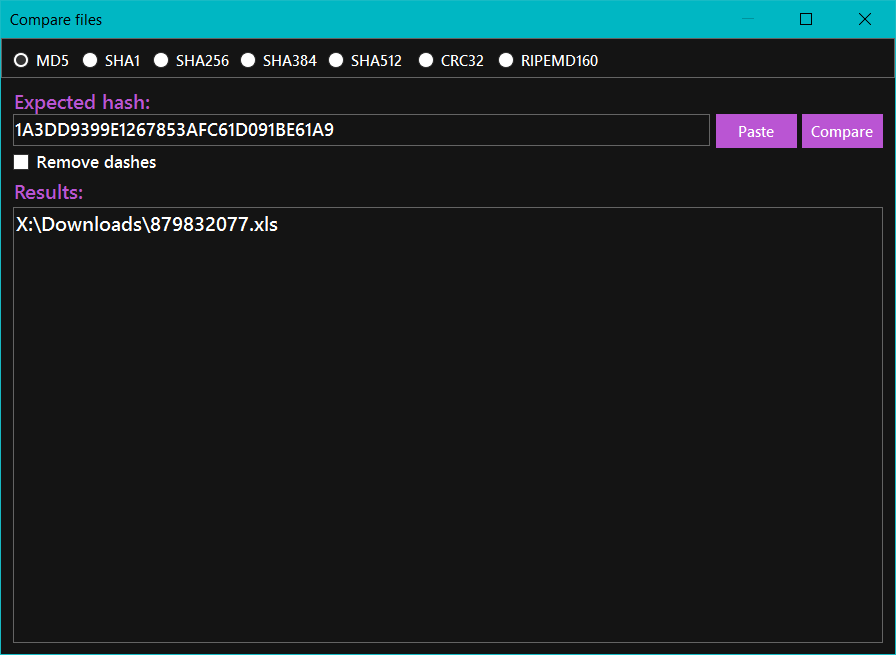 Compare files
MD5 SHA1 SHA256 SHA384 SHA512 CRC32 RIPEMD160
Expected hash:
1A3DD9399E1267853AFC61D091BE61A9 Paste Compare
Remove dashes
Results:
X:\Downloads\879832077.xls